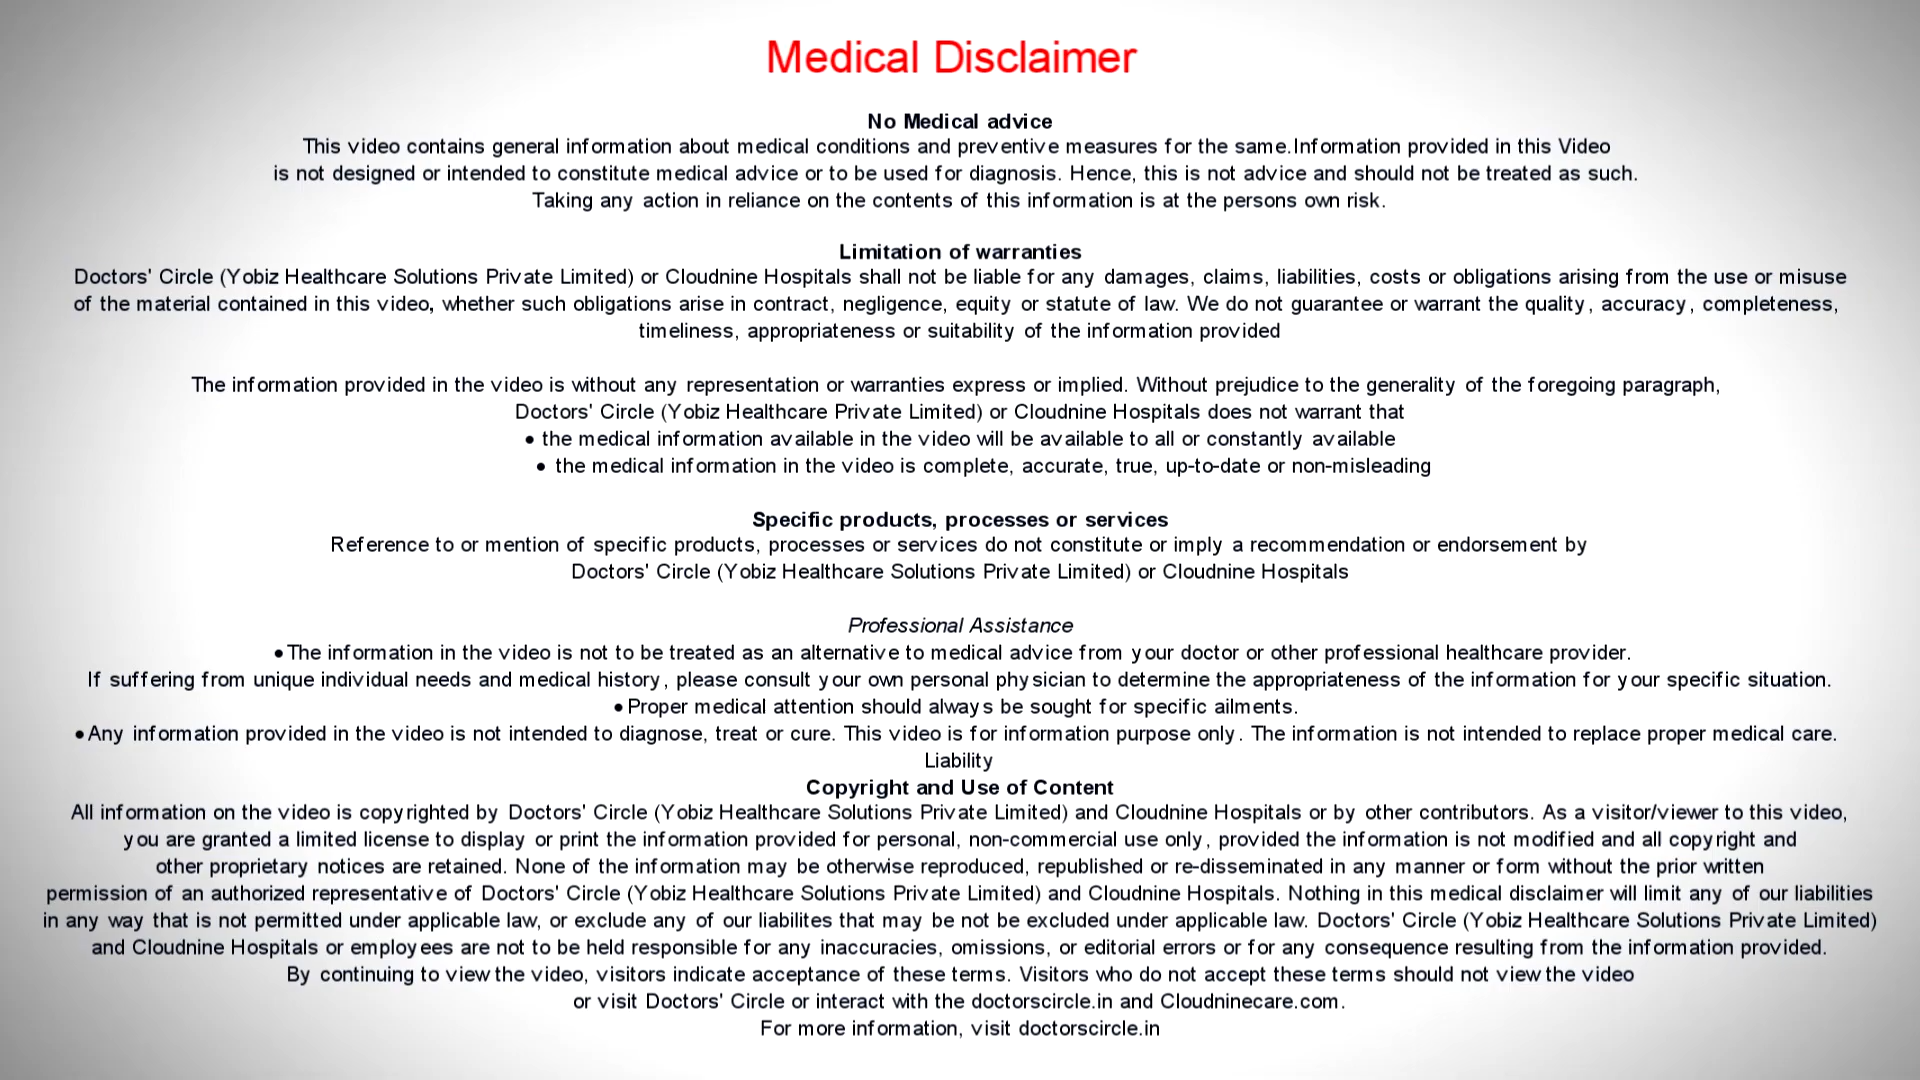 Medical Disclaimer
No Medical advice
This video contains general information about medical conditions and preventive measures for the same.Information provided in this Video
is not designed or intended to constitute medical advice or to be used for diagnosis. Hence, this is not advice and should not be treated as such.
Taking any action in reliance on the contents of this information is at the persons own risk.
Limitation of warranties
Doctors' Circle (Yobiz Healthcare Solutions Private Limited) or Cloudnine Hospitals shall not be liable for any damages, claims, liabilities, costs or obligations arising from the use or misuse
of the material contained in this video, whether such obligations arise in contract, negligence, equity or statute of law. We do not guarantee or warrant the quality, accuracy, completeness,
timeliness, appropriateness or suitability of the information provided
The information provided in the video is without any representation or warranties express or implied. Without prejudice to the generality of the foregoing paragraph,
Doctors' Circle (Yobiz Healthcare Private Limited) or Cloudnine Hospitals does not warrant that
• the medical information available in the video will be available to all or constantly available
• the medical information in the video is complete, accurate, true, up-to-date or non-misleading
Specific products, processes or services
Reference to or mention of specific products, processes or services do not constitute or imply a recommendation or endorsement by
Doctors' Circle (Yobiz Healthcare Solutions Private Limited) or Cloudnine Hospitals
Professional Assistance
•The information in the video is not to be treated as an alternative to medical advice from your doctor or other professional healthcare provider.
If suffering from unique individual needs and medical history, please consult your own personal physician to determine the appropriateness of the information for your specific situation.
•Proper medical attention should always be sought for specific ailments.
•Any information provided in the video is not intended to diagnose, treat or cure. This video is for information purpose only. The information is not intended to replace proper medical care.
Liability
Copyright and Use of Content
All information on the video is copyrighted by Doctors' Circle (Yobiz Healthcare Solutions Private Limited) and Cloudnine Hospitals or by other contributors. As a visitor/viewer to this video,
you are granted a limited license to display or print the information provided for personal, non-commercial use only, provided the information is not modified and all copyright and
other proprietary notices are retained. None of the information may be otherwise reproduced, republished or re-disseminated in any manner or form without the prior written
permission of an authorized representative of Doctors' Circle (Yobiz Healthcare Solutions Private Limited) and Cloudnine Hospitals. Nothing in this medical disclaimer will limit any of our liabilities
in any way that is not permitted under applicable law, or exclude any of our liabilites that may be not be excluded under applicable law. Doctors' Circle (Yobiz Healthcare Solutions Private Limited)
and Cloudnine Hospitals or employees are not to be held responsible for any inaccuracies, omissions, or editorial errors or for any consequence resulting from the information provided.
By continuing to view the video, visitors indicate acceptance of these terms. Visitors who do not accept these terms should not view the video
or visit Doctors' Circle or interact with the doctorscircle.in and Cloudninecare.com.
For more information, visit doctorscircle.in